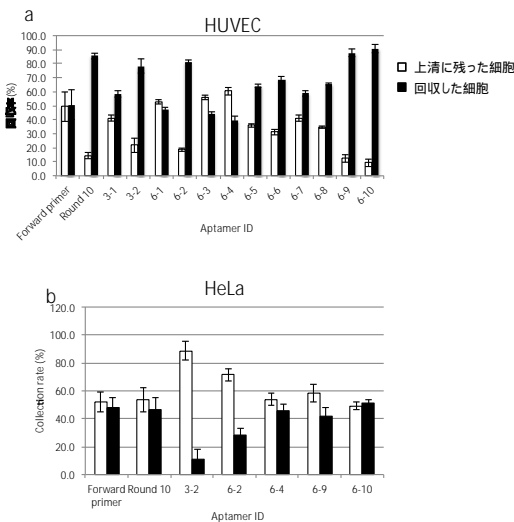 a
HUVEC
100.0
90.0
80.0
70.0
60.0
50.0
40.0
30.0
20.0
10.0
0.0
(%)
Forward primer
Round 10
3-1
3-2
6-1
6-2
6-3
6-4
6-5
6-6
6-7
6-8
6-9
6-10
Aptamer ID
上清に残った細胞
回収した細胞
b
HeLa
120.0
100.0
80.0
60.0
40.0
20.0
0.0
Collection rate (%)
Forward primer
Round 10
3-2
6-2
6-4
6-9
6-10
Aptamer ID